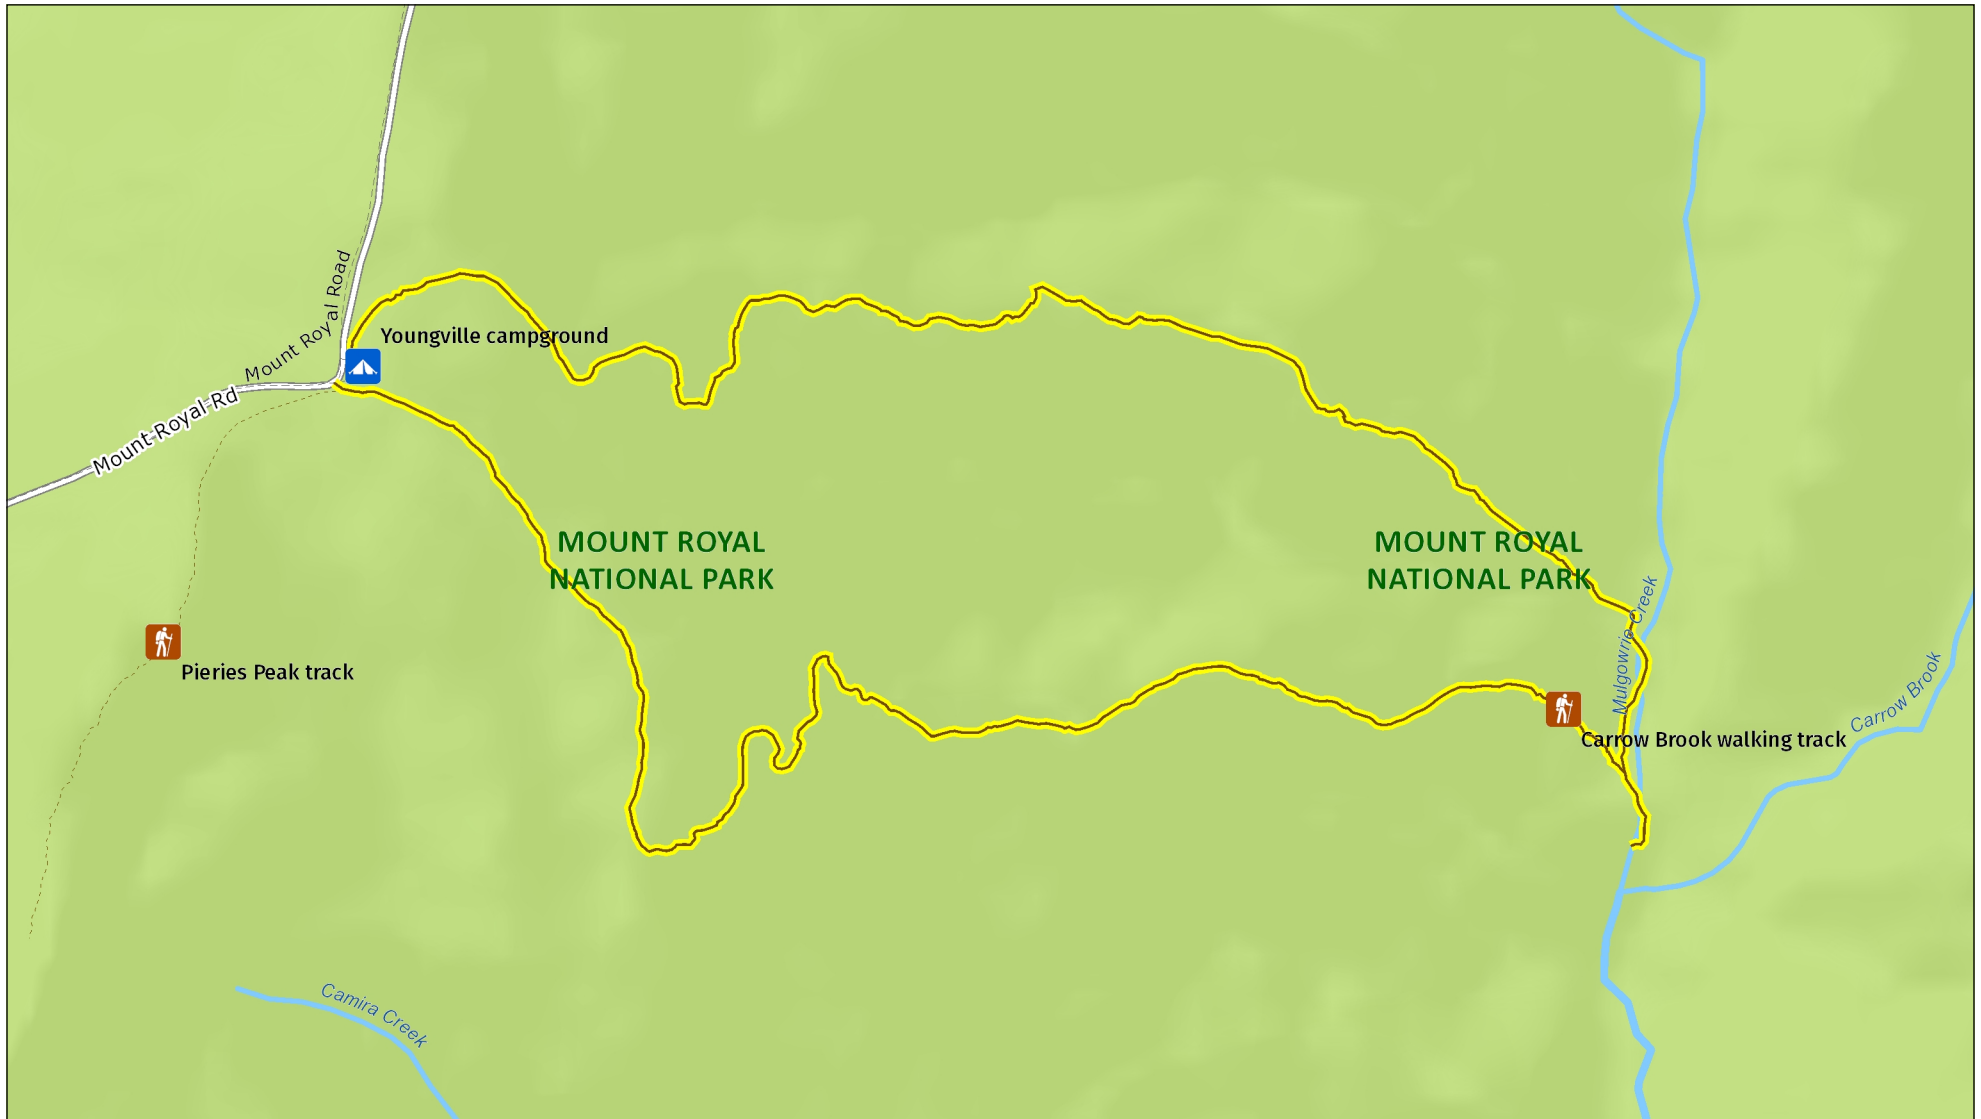 Mount Royal Road
Youngville campground
Mount Royal Rd
MOUNT ROYAL
NATIONAL PARK
MOUNT ROYAL
NATIONAL PARK
Mulgowrie Creek
Pieries Peak track
Carrow Brook
Carrow Brook walking track
Camira Creek